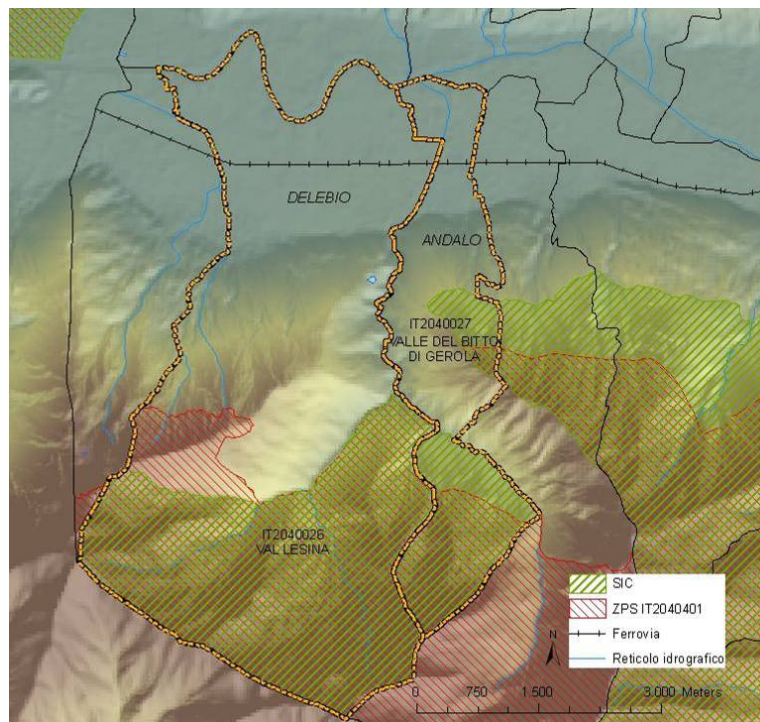 DELEBIO
ANDALO
IT2040027
VALLE DEL BITTO
DI GEROLA
IT2040026
VAL LESINA
SIC
ZPS IT2040401
Ferrovia
Reticolo idrografico
N
0 750 1.500 3.000 Meters